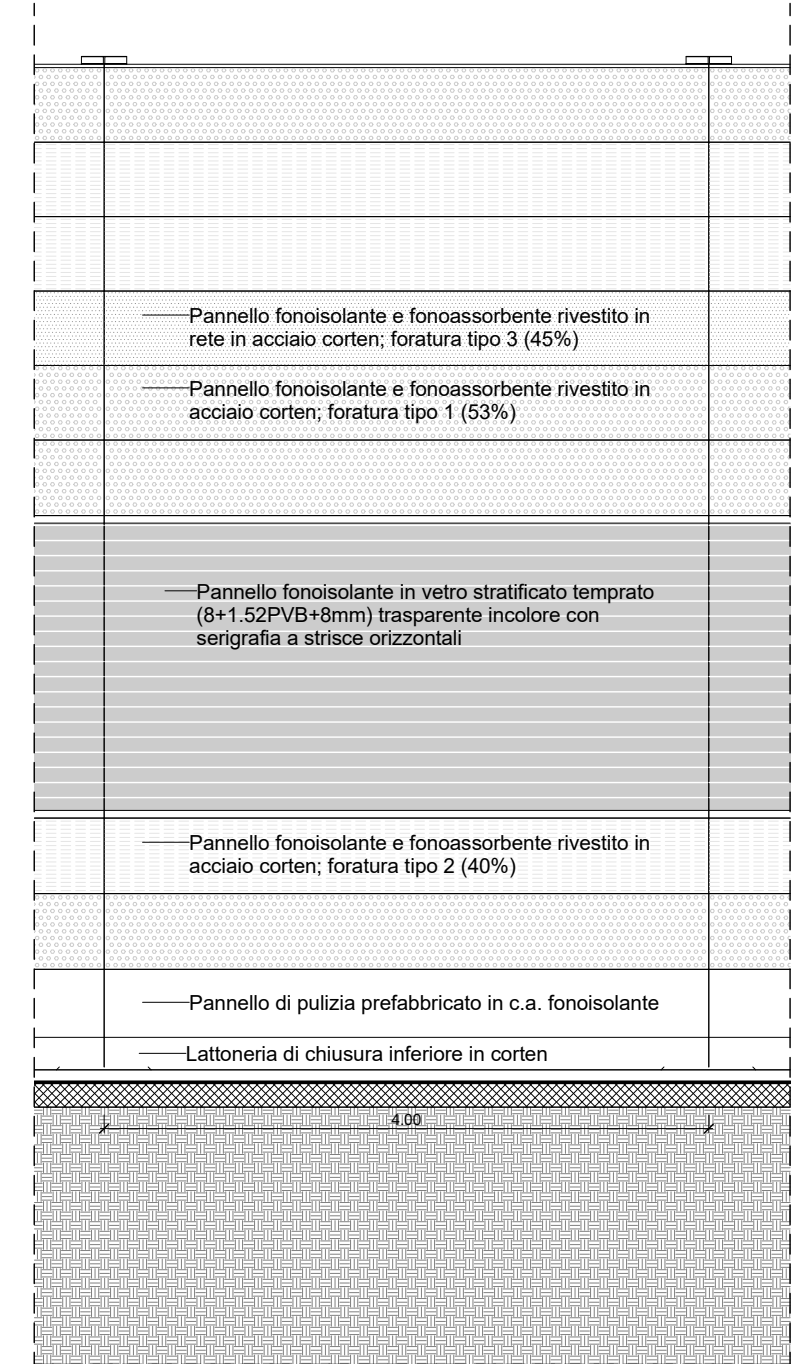 Pannello fonoisolante e fonoassorbente rivestito in
rete in acciaio corten; foratura tipo 3 (45%)
Pannello fonoisolante e fonoassorbente rivestito in
acciaio corten; foratura tipo 1 (53%)
Pannello fonoisolante in vetro stratificato temprato
(8+1.52PVB+8mm) trasparente incolore con
serigrafia a strisce orizzontali
Pannello fonoisolante e fonoassorbente rivestito in
acciaio corten; foratura tipo 2 (40%)
Pannello di pulizia prefabbricato in c.a. fonoisolante
Lattoneria di chiusura inferiore in corten
4.00